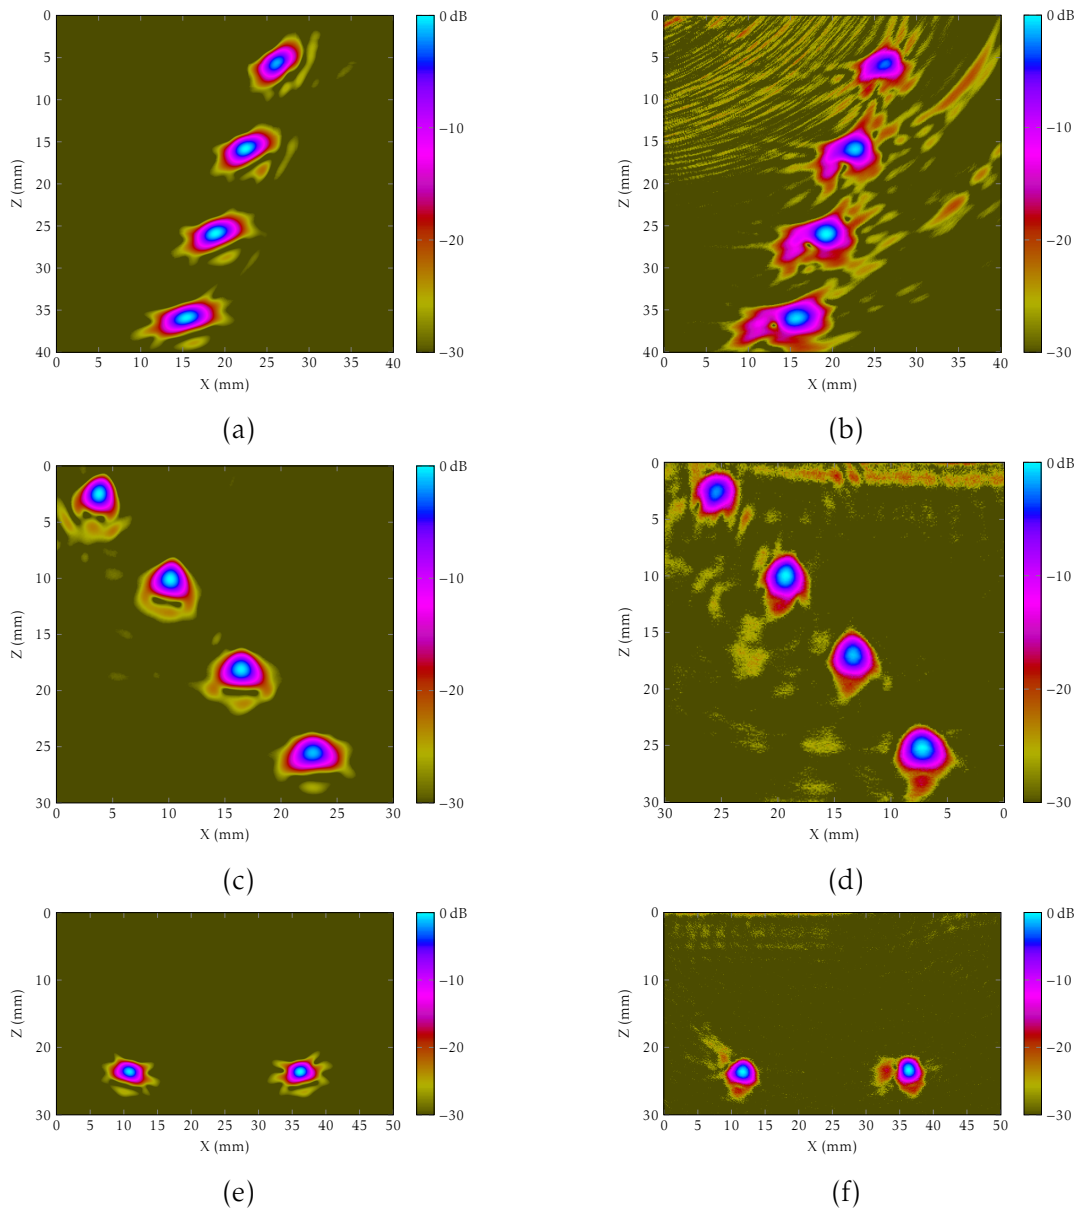 0 0 dB 0 0 dB
5 5
10 −10 10 −10
15 15
Z (mm) Z (mm)
20 20
25 −20 25 −20
30 30
35 35
40 −30 40 −30
0 5 10 15 20 25 30 35 40 0 5 10 15 20 25 30 35 40
X (mm) X (mm)
(a) (b)
0 0 dB 0 0 dB
5 5
10 −10 10 −10
15 15
Z (mm) Z (mm)
20 −20 20 −20
25 25
30 −30 30 −30
0 5 10 15 20 25 30 30 25 20 15 10 5 0
X (mm) X (mm)
(c) (d)
0 0 dB 0 0 dB
10 −10 10 −10
Z (mm) Z (mm)
20 −20 20 −20
30 −30 30 −30
0 5 10 15 20 25 30 35 40 45 50 0 5 10 15 20 25 30 35 40 45 50
X (mm) X (mm)
(e) (f)